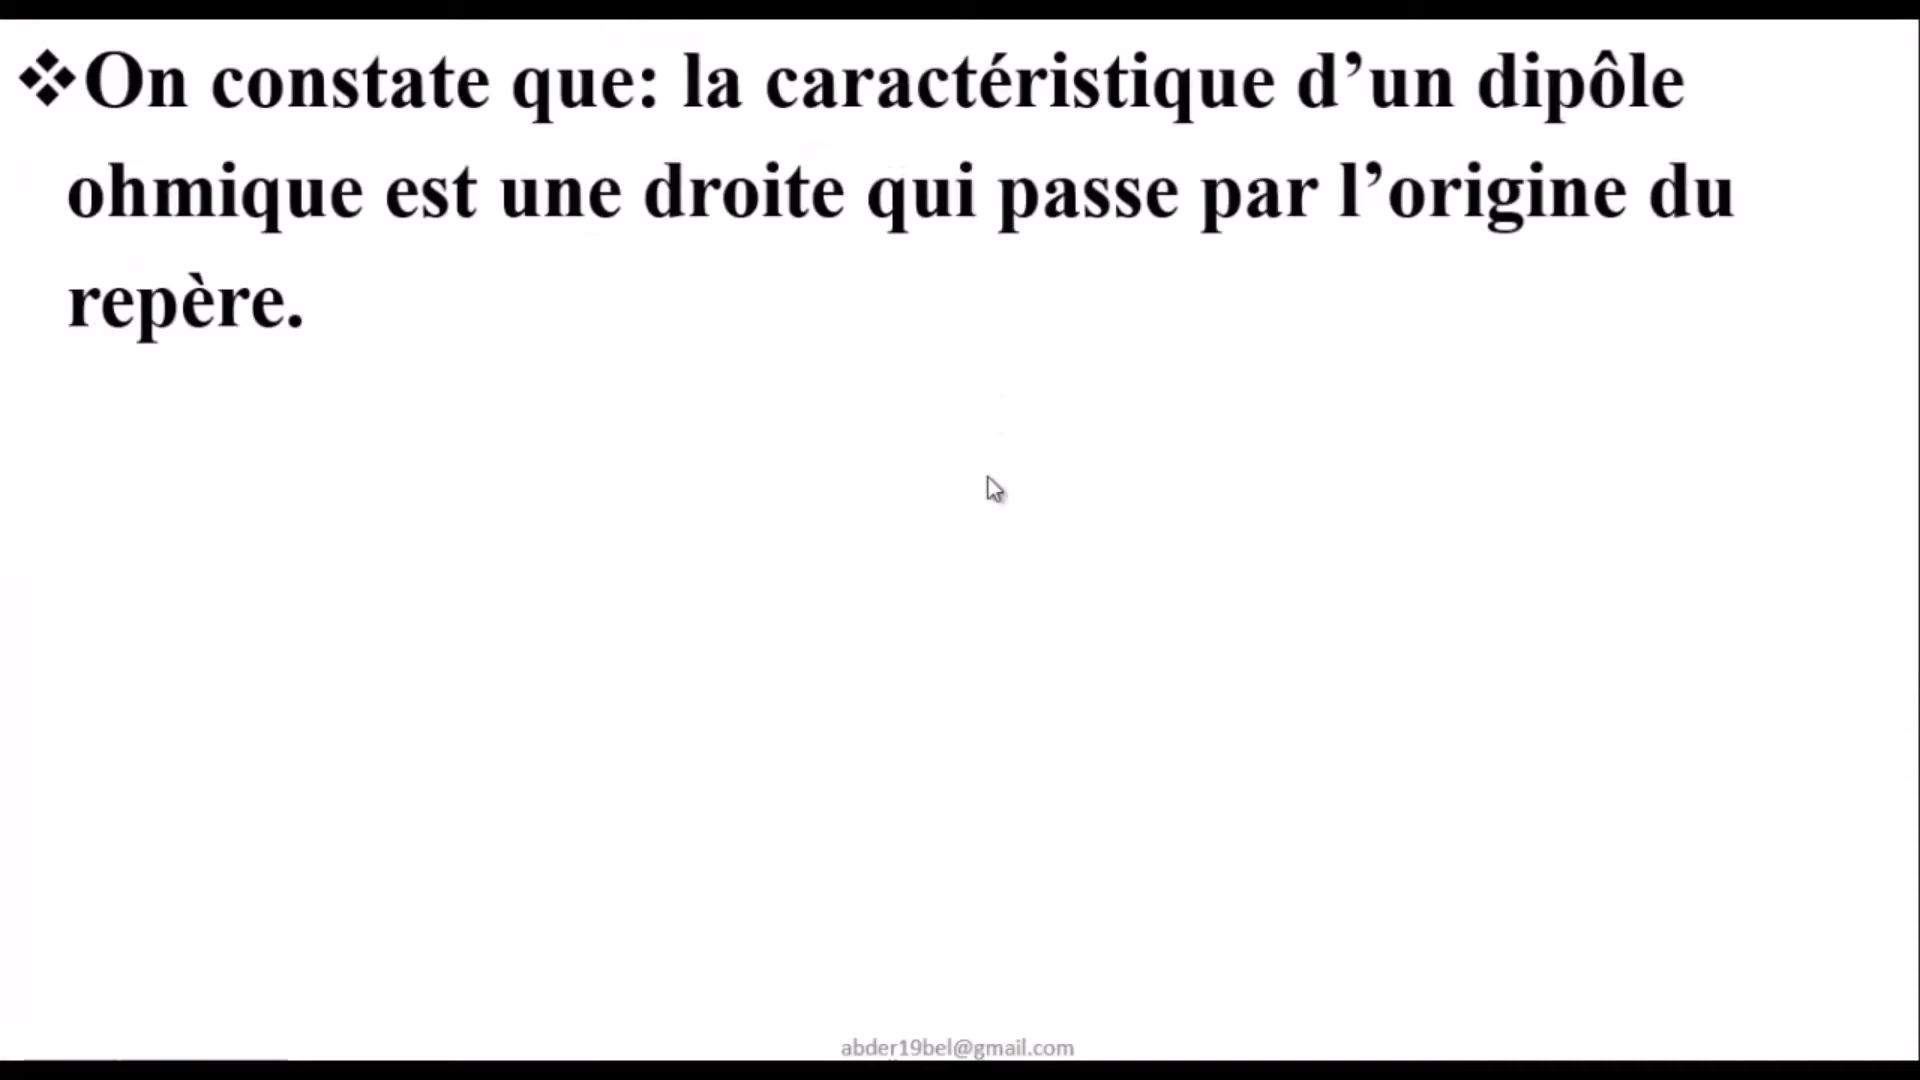 ❖On constate que: la caractéristique d’un dipôle
ohmique est une droite qui passe par l’origine du
repère.
abder19bel@gmail.com